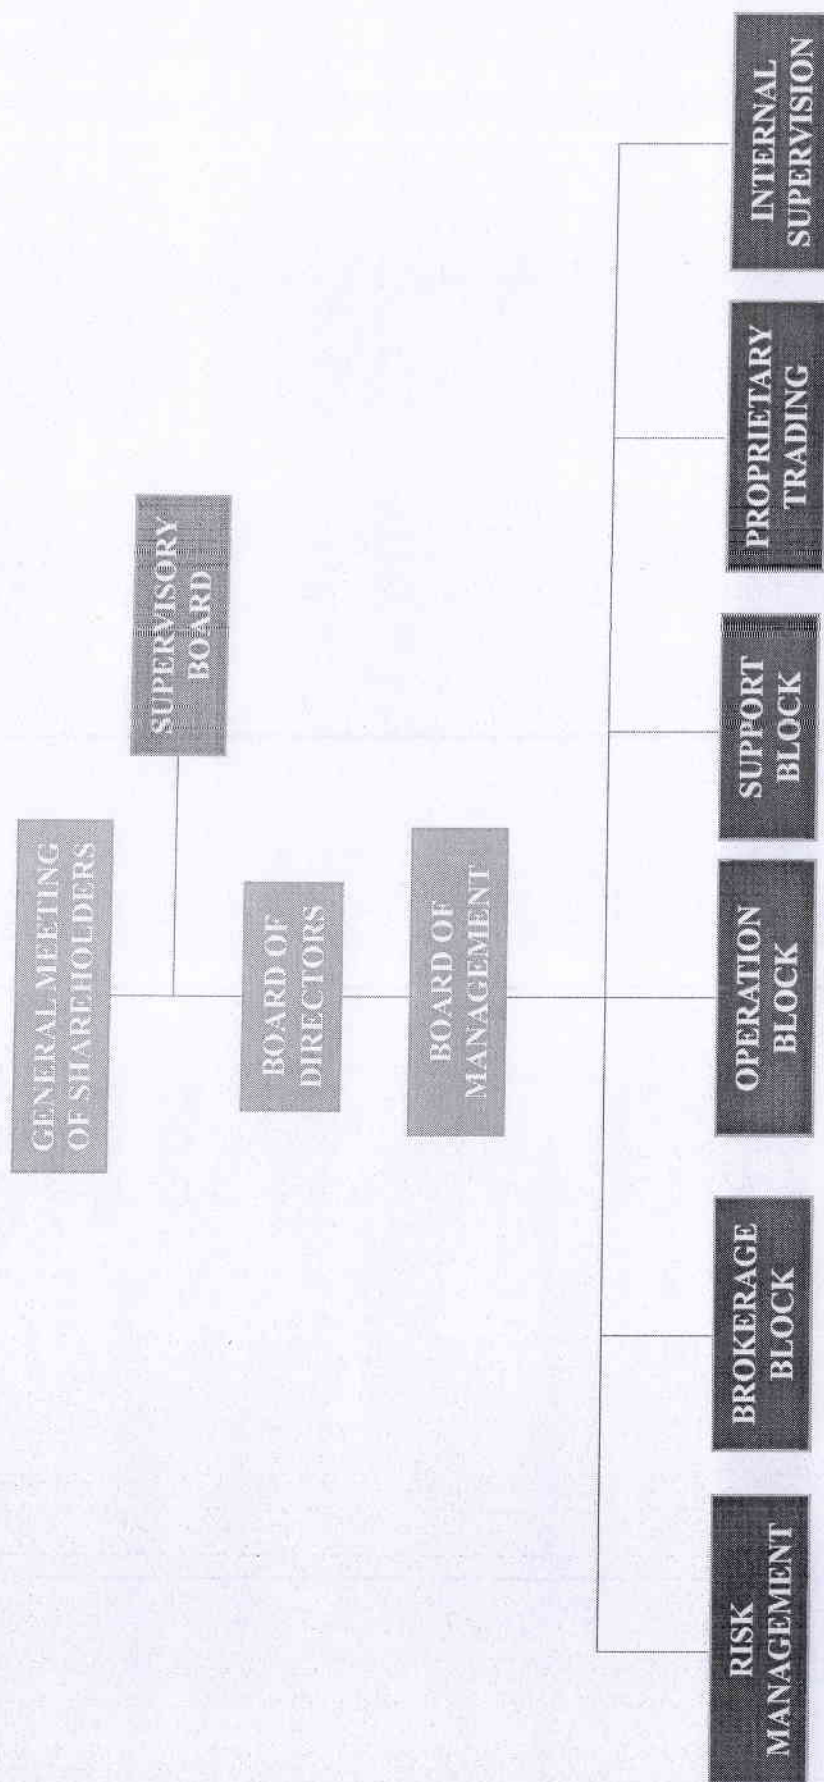 GENERAL MEETING
OF SHAREHOLDERS
SUPERVISORY
BOARD
BOARD OF
DIRECTORS
BOARD OF
MANAGEMENT
RISK
MANAGEMENT
BROKERAGE
BLOCK
OPERATION
BLOCK
SUPPORT
BLOCK
PROPRIETARY
TRADING
INTERNAL
SUPERVISION